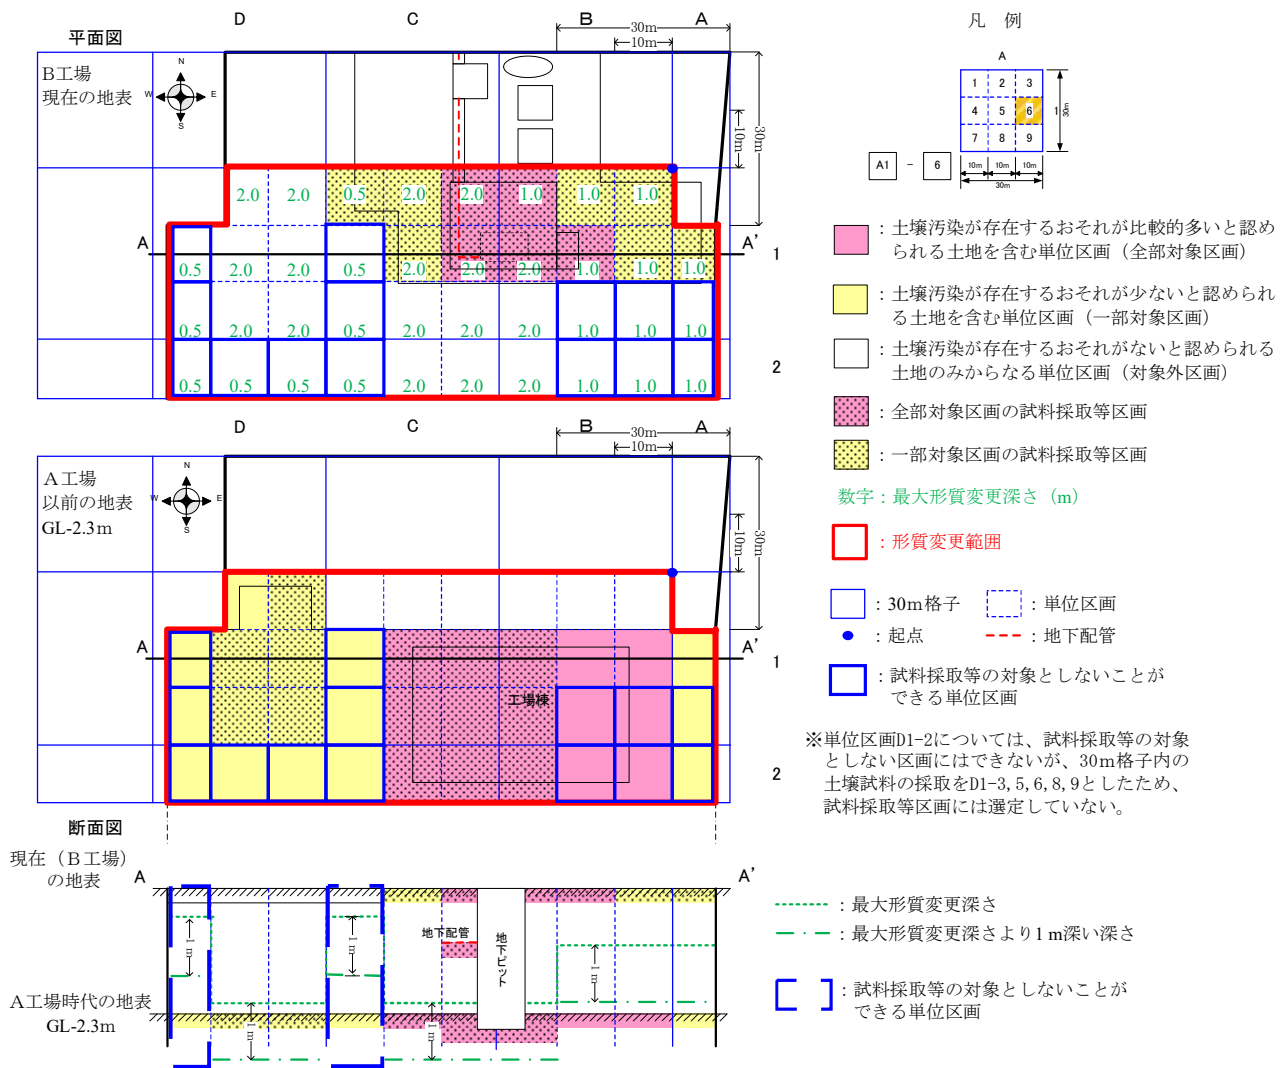 D C B A
30m
10m
平面図
B工場
現在の地表
N
W E
S
10m
30m
2.0 2.0 0.5 2.0 2.0 1.0 1.0 1.0
A A'
1
0.5 2.0 2.0 0.5 2.0 2.0 2.0 1.0 1.0 1.0
0.5 2.0 2.0 0.5 2.0 2.0 2.0 1.0 1.0 1.0
2
0.5 0.5 0.5 0.5 2.0 2.0 2.0 1.0 1.0 1.0
D C B A
30m
10m
A工場
以前の地表
GL-2.3m
N
W E
S
10m
30m
A A'
1
工場棟
2
断面図
現在（B工場）
の地表
A A'
1m
1m
地下配管
地下ピット
1m
A工場時代の地表
GL-2.3m
1m
1m
凡 例
A
1 2 3
4 5 6
7 8 9
1
30m
10m 10m 10m
30m
A1 - 6
：土壌汚染が存在するおそれが比較的多いと認め
られる土地を含む単位区画（全部対象区画）
：土壌汚染が存在するおそれが少ないと認められ
る土地を含む単位区画（一部対象区画）
：土壌汚染が存在するおそれがないと認められる
土地のみからなる単位区画（対象外区画）
：全部対象区画の試料採取等区画
：一部対象区画の試料採取等区画
数字：最大形質変更深さ（m）
：形質変更範囲
：30m格子 ：単位区画
：起点 ：地下配管
：試料採取等の対象としないことが
できる単位区画
※単位区画D1-2については、試料採取等の対象
としない区画にはできないが、30m格子内の
土壌試料の採取をD1-3,5,6,8,9としたため、
試料採取等区画には選定していない。
：最大形質変更深さ
：最大形質変更深さより1m深い深さ
：試料採取等の対象としないことが
できる単位区画